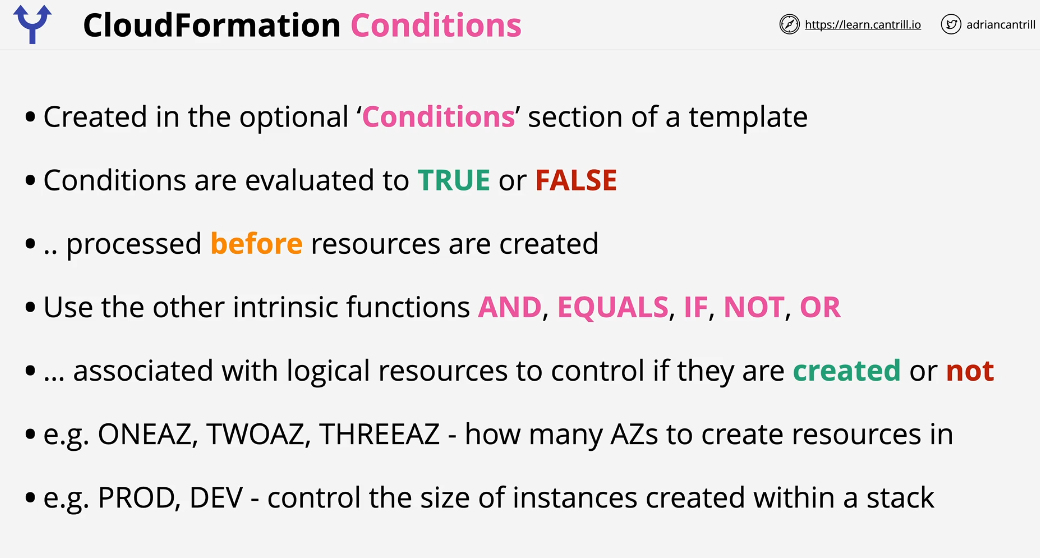 CloudFormation Conditions
https://learn.cantrill.io
adriancantrill
• Created in the optional ‘Conditions’ section of a template
• Conditions are evaluated to TRUE or FALSE
• .. processed before resources are created
• Use the other intrinsic functions AND, EQUALS, IF, NOT, OR
• ... associated with logical resources to control if they are created or not
• e.g. ONEAZ, TWOAZ, THREEAZ - how many AZs to create resources in
• e.g. PROD, DEV - control the size of instances created within a stack